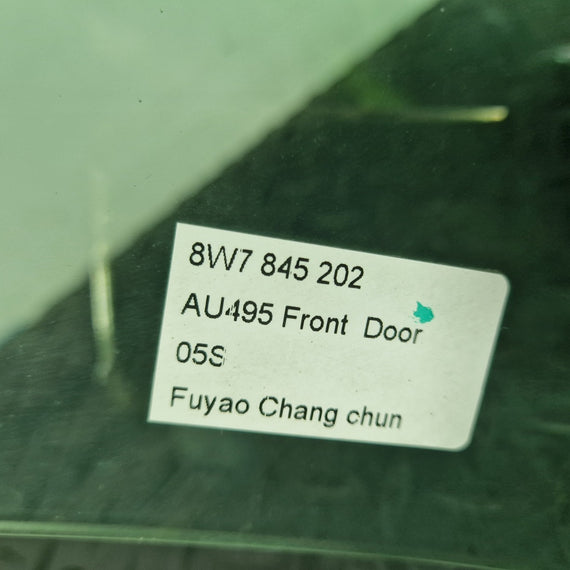 8W7 845 202
AU495 Front Door
05S
Fuyao Chang chun